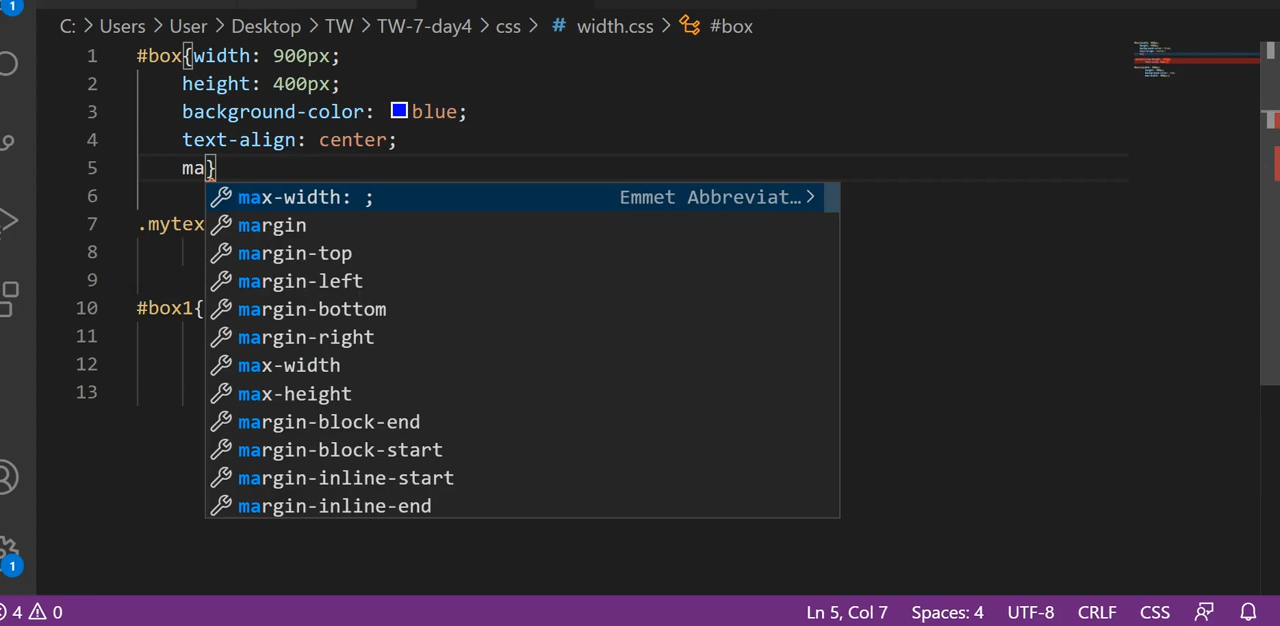 1
C: > Users > User > Desktop > TW > TW-7-day4 > css > # width.css > #box
1 #box{width: 900px;
2 height: 400px;
3 background-color: blue;
4 text-align: center;
5 ma}
6 max-width: ; Emmet Abbreviat… >
7 .mytex margin
8 margin-top
9 margin-left
10 #box1{ margin-bottom
11 margin-right
12 max-width
13 max-height
margin-block-end
margin-block-start
margin-inline-start
margin-inline-end
1
4 0 Ln 5, Col 7 Spaces: 4 UTF-8 CRLF CSS